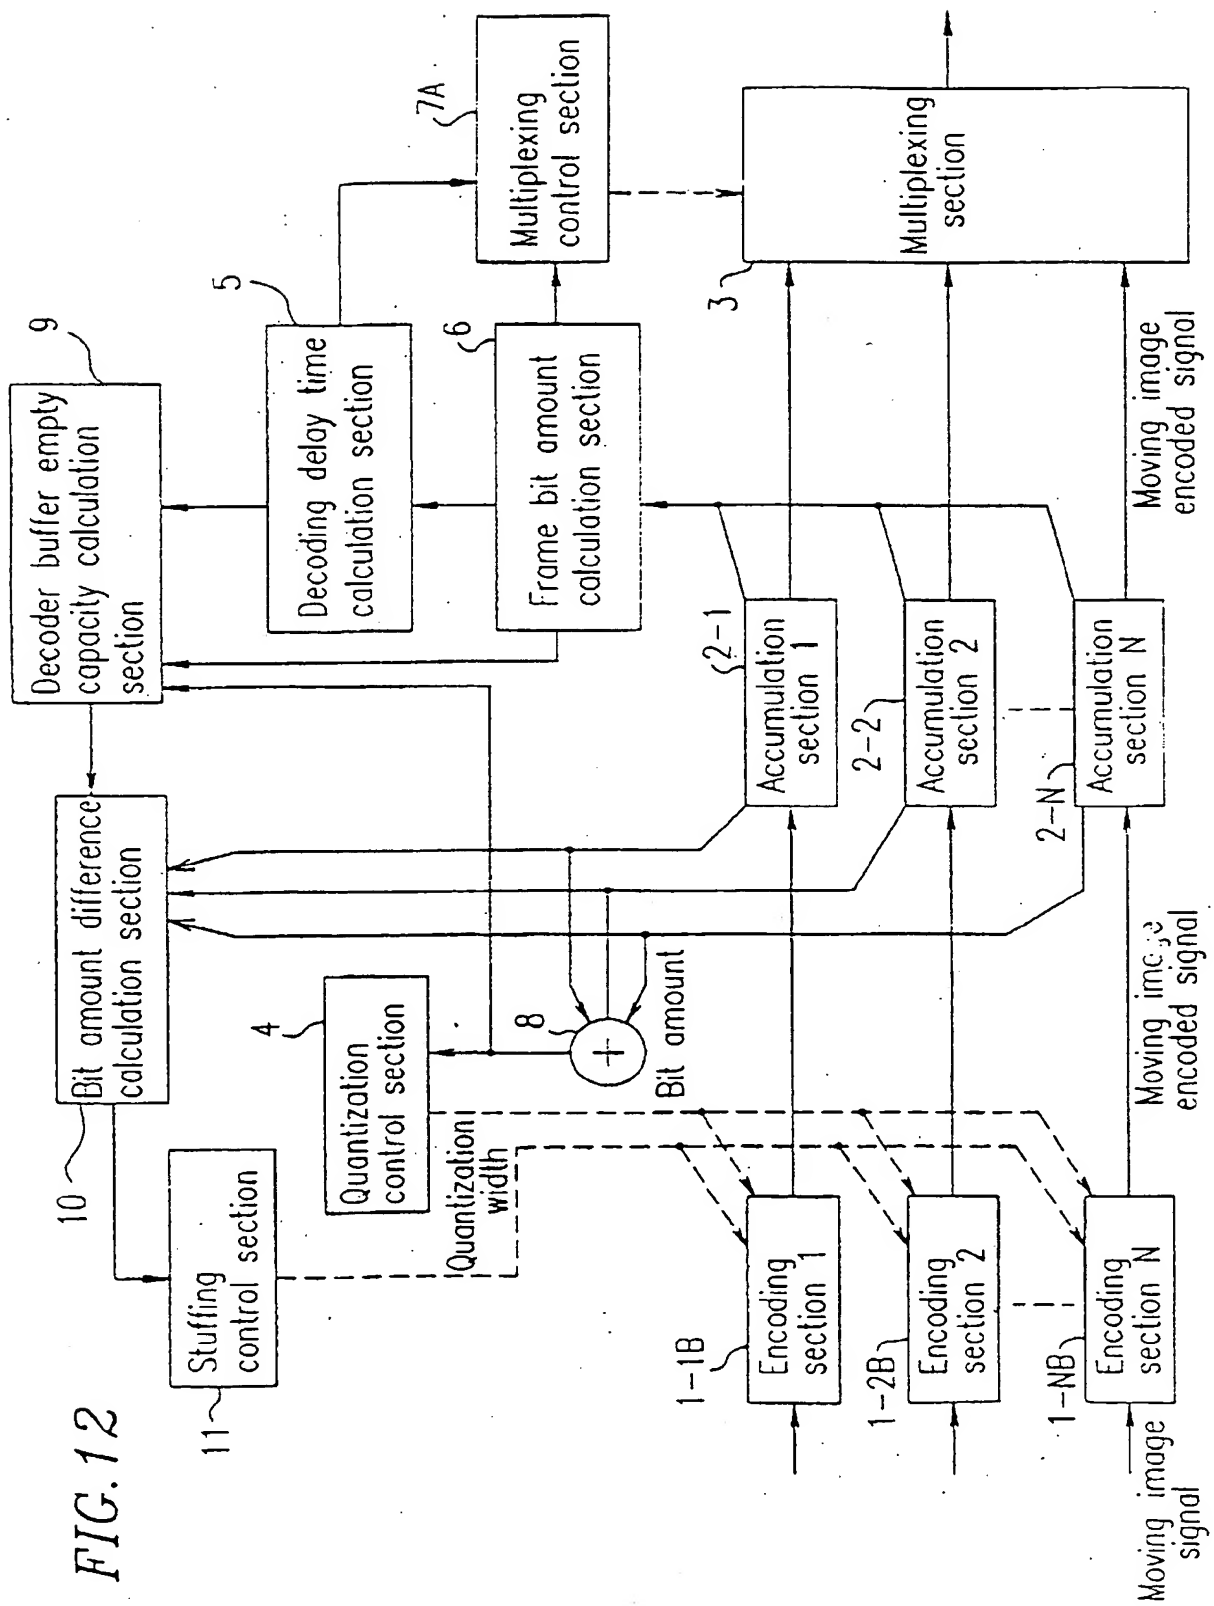 FIG. 12
11
Stuffing
control section
10
Bit amount difference
calculation section
9
Decoder buffer empty
capacity calculation
section
4
Quantization
control section
Quantization
width
8
+
Bit amount
5
Decoding delay time
calculation section
6
Frame bit amount
calculation section
7A
Multiplexing
control section
3
Multiplexing
section
1-1B
Encoding
section 1
2-1
Accumulation
section 1
1-2B
Encoding
section 2
2-2
Accumulation
section 2
1-NB
Encoding
section N
2-N
Accumulation
section N
Moving image
signal
Moving image
encoded signal
Moving image
encoded signal